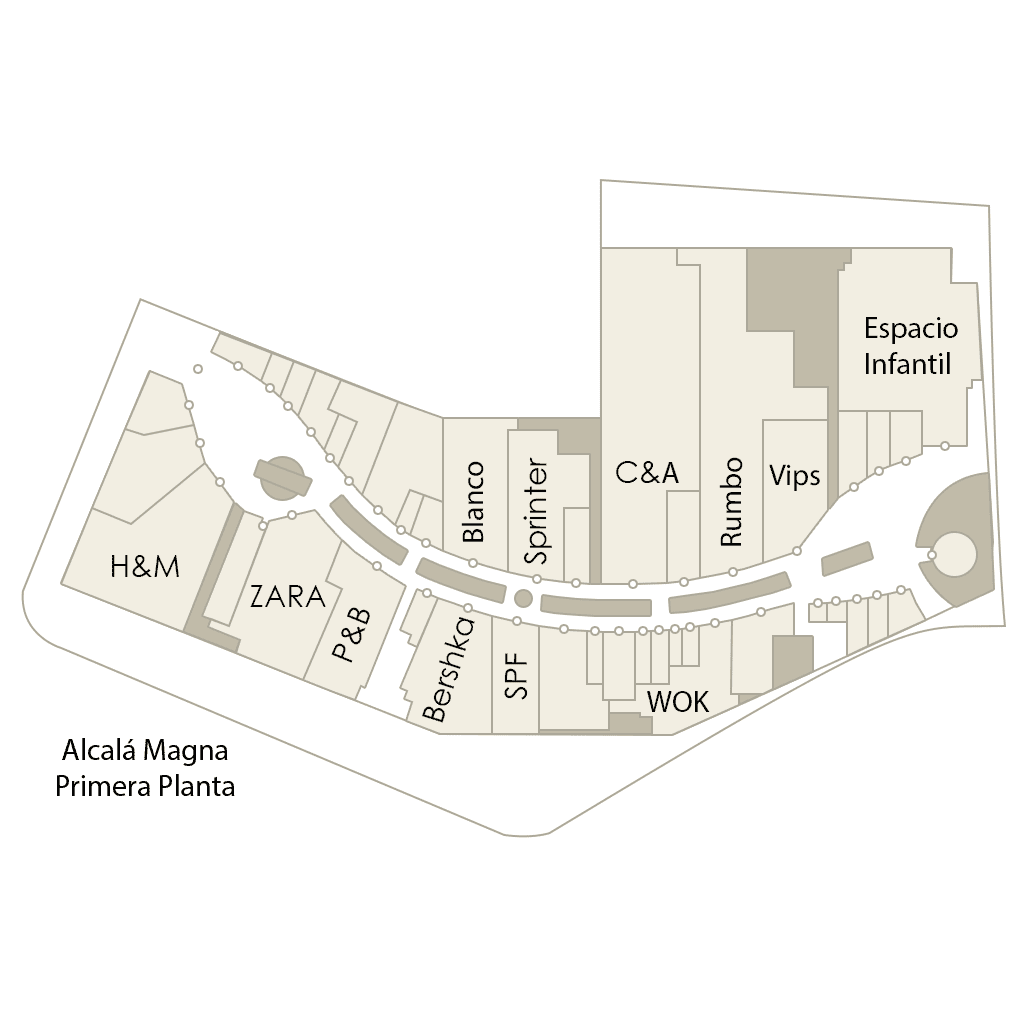 Espacio
Infantil
C&A
Rumbo
Vips
Blanco
Sprinter
H&M
ZARA
P&B
Bershka
SPF
WOK
Alcalá Magna
Primera Planta